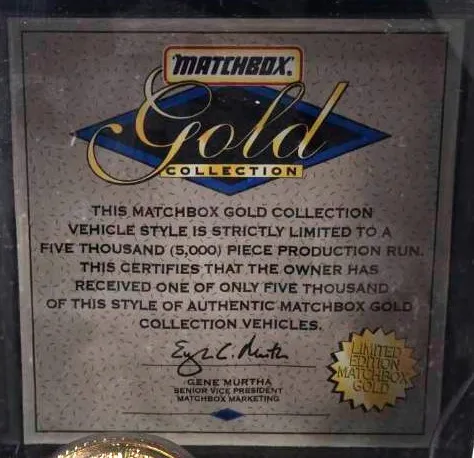 MATCHBOX
Gold
COLLECTION
THIS MATCHBOX GOLD COLLECTION
VEHICLE STYLE IS STRICTLY LIMITED TO A
FIVE THOUSAND (5,000) PIECE PRODUCTION RUN.
THIS CERTIFIES THAT THE OWNER HAS
RECEIVED ONE OF ONLY FIVE THOUSAND
OF THIS STYLE OF AUTHENTIC MATCHBOX GOLD
COLLECTION VEHICLES.
GENE MURTHA
SENIOR VICE PRESIDENT
MATCHBOX MARKETING
LIMITED
EDITION
MATCHBOX
GOLD